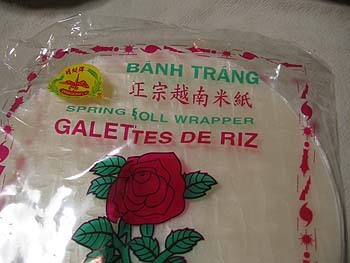 BÁNH TRÁNG
正宗越南米紙
SPRING ROLL WRAPPER
GALETTES DE RIZ